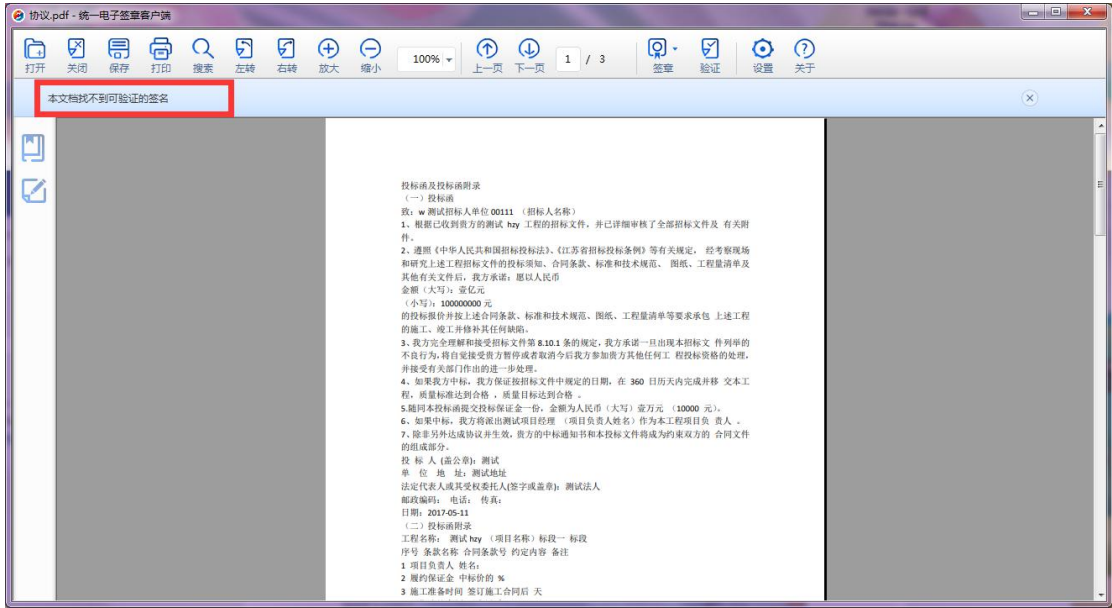 协议.pdf - 统一电子签章客户端
打开 关闭 保存 打印 搜索 左转 右转 放大 缩小 100% 上一页 下一页 1 / 3 签章 验证 设置 关于
本文档找不到可验证的签名
投标函及投标函附录
（一）投标函
致：w 测试招标人单位 00111 （招标人名称）
1、根据已收到贵方的测试 hzy 工程的招标文件，并已详细审核了全部招标文件及 有关附
件。
2、遵照《中华人民共和国招标投标法》、《江苏省招标投标条例》等有关规定， 经考察现场
和研究上述工程招标文件的投标须知、合同条款、标准和技术规范、 图纸、工程量清单及
其他有关文件后，我方承诺：愿以人民币
金额（大写）：壹亿元
（小写）：100000000 元
的投标报价并按上述合同条款、标准和技术规范、图纸、工程量清单等要求承包 上述工程
的施工、竣工并修补其任何缺陷。
3、我方完全理解和接受招标文件第 8.10.1 条的规定，我方承诺一旦出现本招标文 件列举的
不良行为，将自觉接受贵方暂停或者取消今后我方参加贵方其他任何工 程投标资格的处理，
并接受有关部门作出的进一步处理。
4、如果我方中标，我方保证按招标文件中规定的日期，在 360 日历天内完成并移 交本工
程，质量标准达到合格 ，质量目标达到合格 。
5.随同本投标函提交投标保证金一份，金额为人民币（大写）壹万元 （10000 元）。
6、如果中标，我方将派出测试项目经理 （项目负责人姓名）作为本工程项目负 责人 。
7、除非另外达成协议并生效，贵方的中标通知书和本投标文件将成为约束双方的 合同文件
的组成部分。
投 标 人 (盖公章)：测试
单 位 地 址：测试地址
法定代表人或其受权委托人(签字或盖章)：测试法人
邮政编码： 电话： 传真：
日期：2017-05-11
（二）投标函附录
工程名称： 测试 hzy （项目名称）标段一 标段
序号 条款名称 合同条款号 约定内容 备注
1 项目负责人 姓名：
2 履约保证金 中标价的 %
3 施工准备时间 签订施工合同后 天